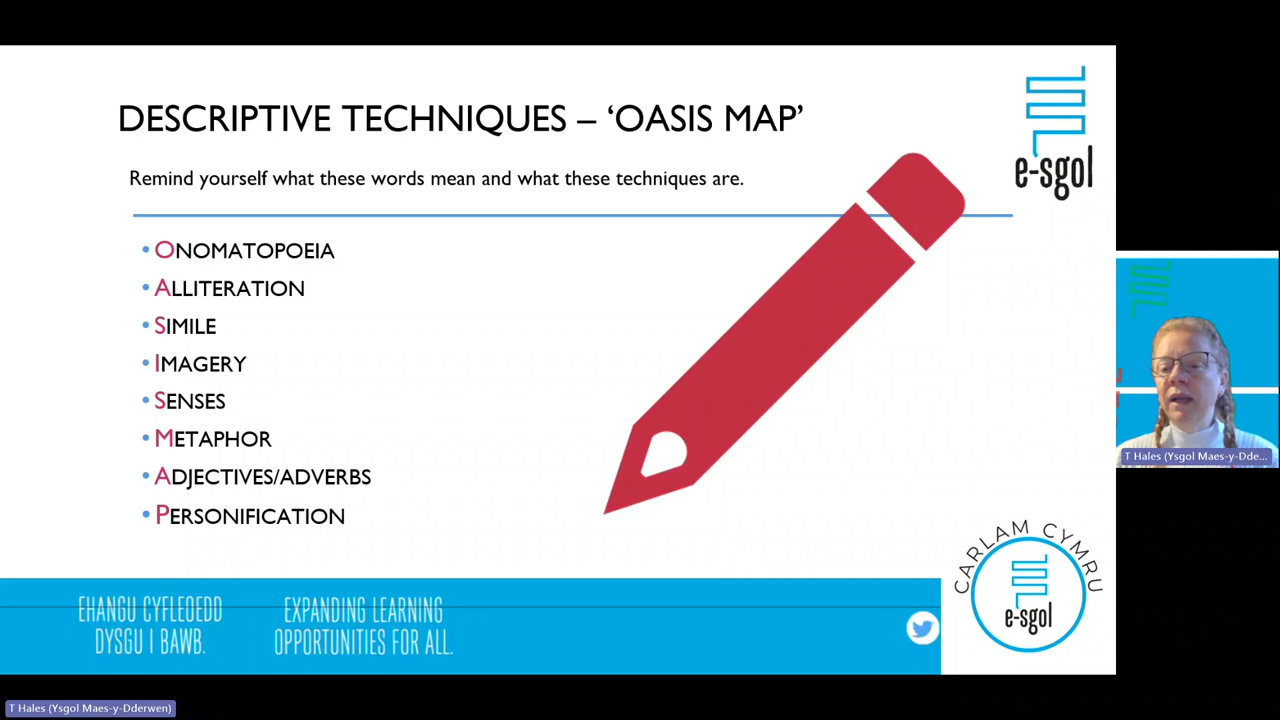 DESCRIPTIVE TECHNIQUES – ‘OASIS MAP’
Remind yourself what these words mean and what these techniques are.
• ONOMATOPOEIA
• ALLITERATION
• SIMILE
• IMAGERY
• SENSES
• METAPHOR
• ADJECTIVES/ADVERBS
• PERSONIFICATION
e-sgol
T Hales (Ysgol Maes-y-Dde...
EHANGU CYFLEOEDD
DYSGU I BAWB.
EXPANDING LEARNING
OPPORTUNITIES FOR ALL.
CARLAM CYMRU
e-sgol
T Hales (Ysgol Maes-y-Dderwen)